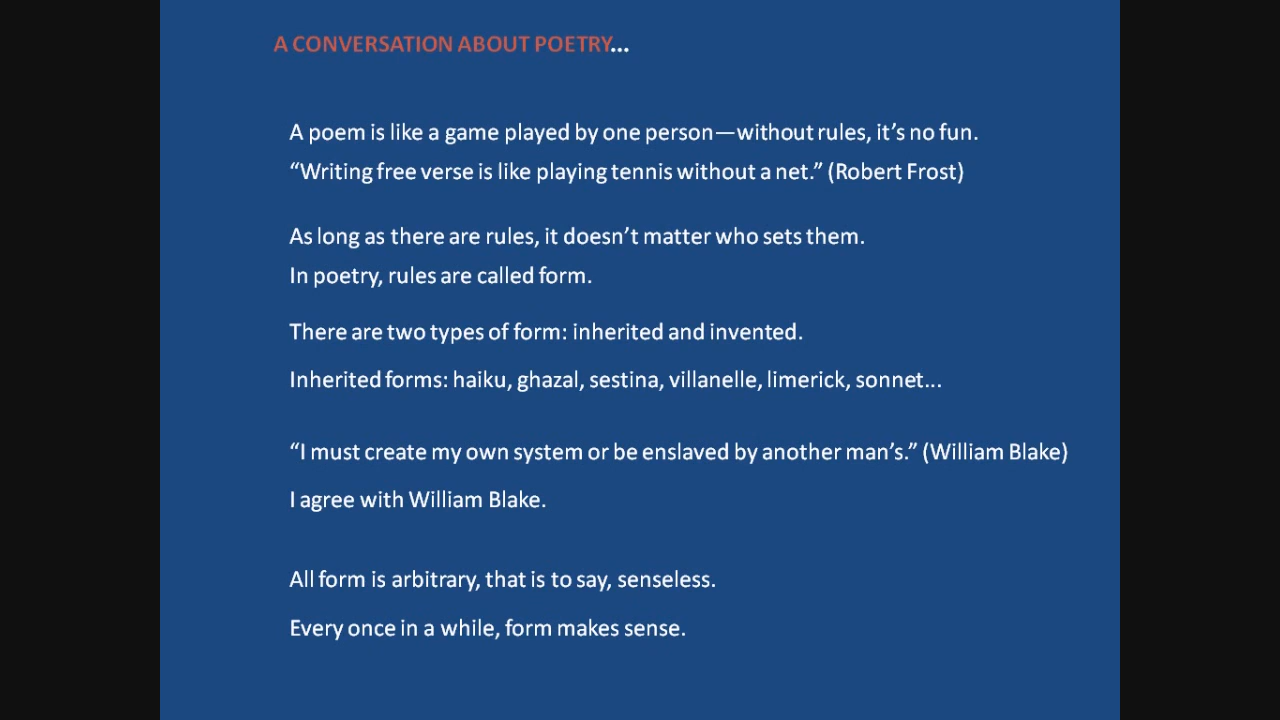 A CONVERSATION ABOUT POETRY...
A poem is like a game played by one person—without rules, it’s no fun.
“Writing free verse is like playing tennis without a net.” (Robert Frost)
As long as there are rules, it doesn’t matter who sets them.
In poetry, rules are called form.
There are two types of form: inherited and invented.
Inherited forms: haiku, ghazal, sestina, villanelle, limerick, sonnet...
“I must create my own system or be enslaved by another man’s.” (William Blake)
I agree with William Blake.
All form is arbitrary, that is to say, senseless.
Every once in a while, form makes sense.